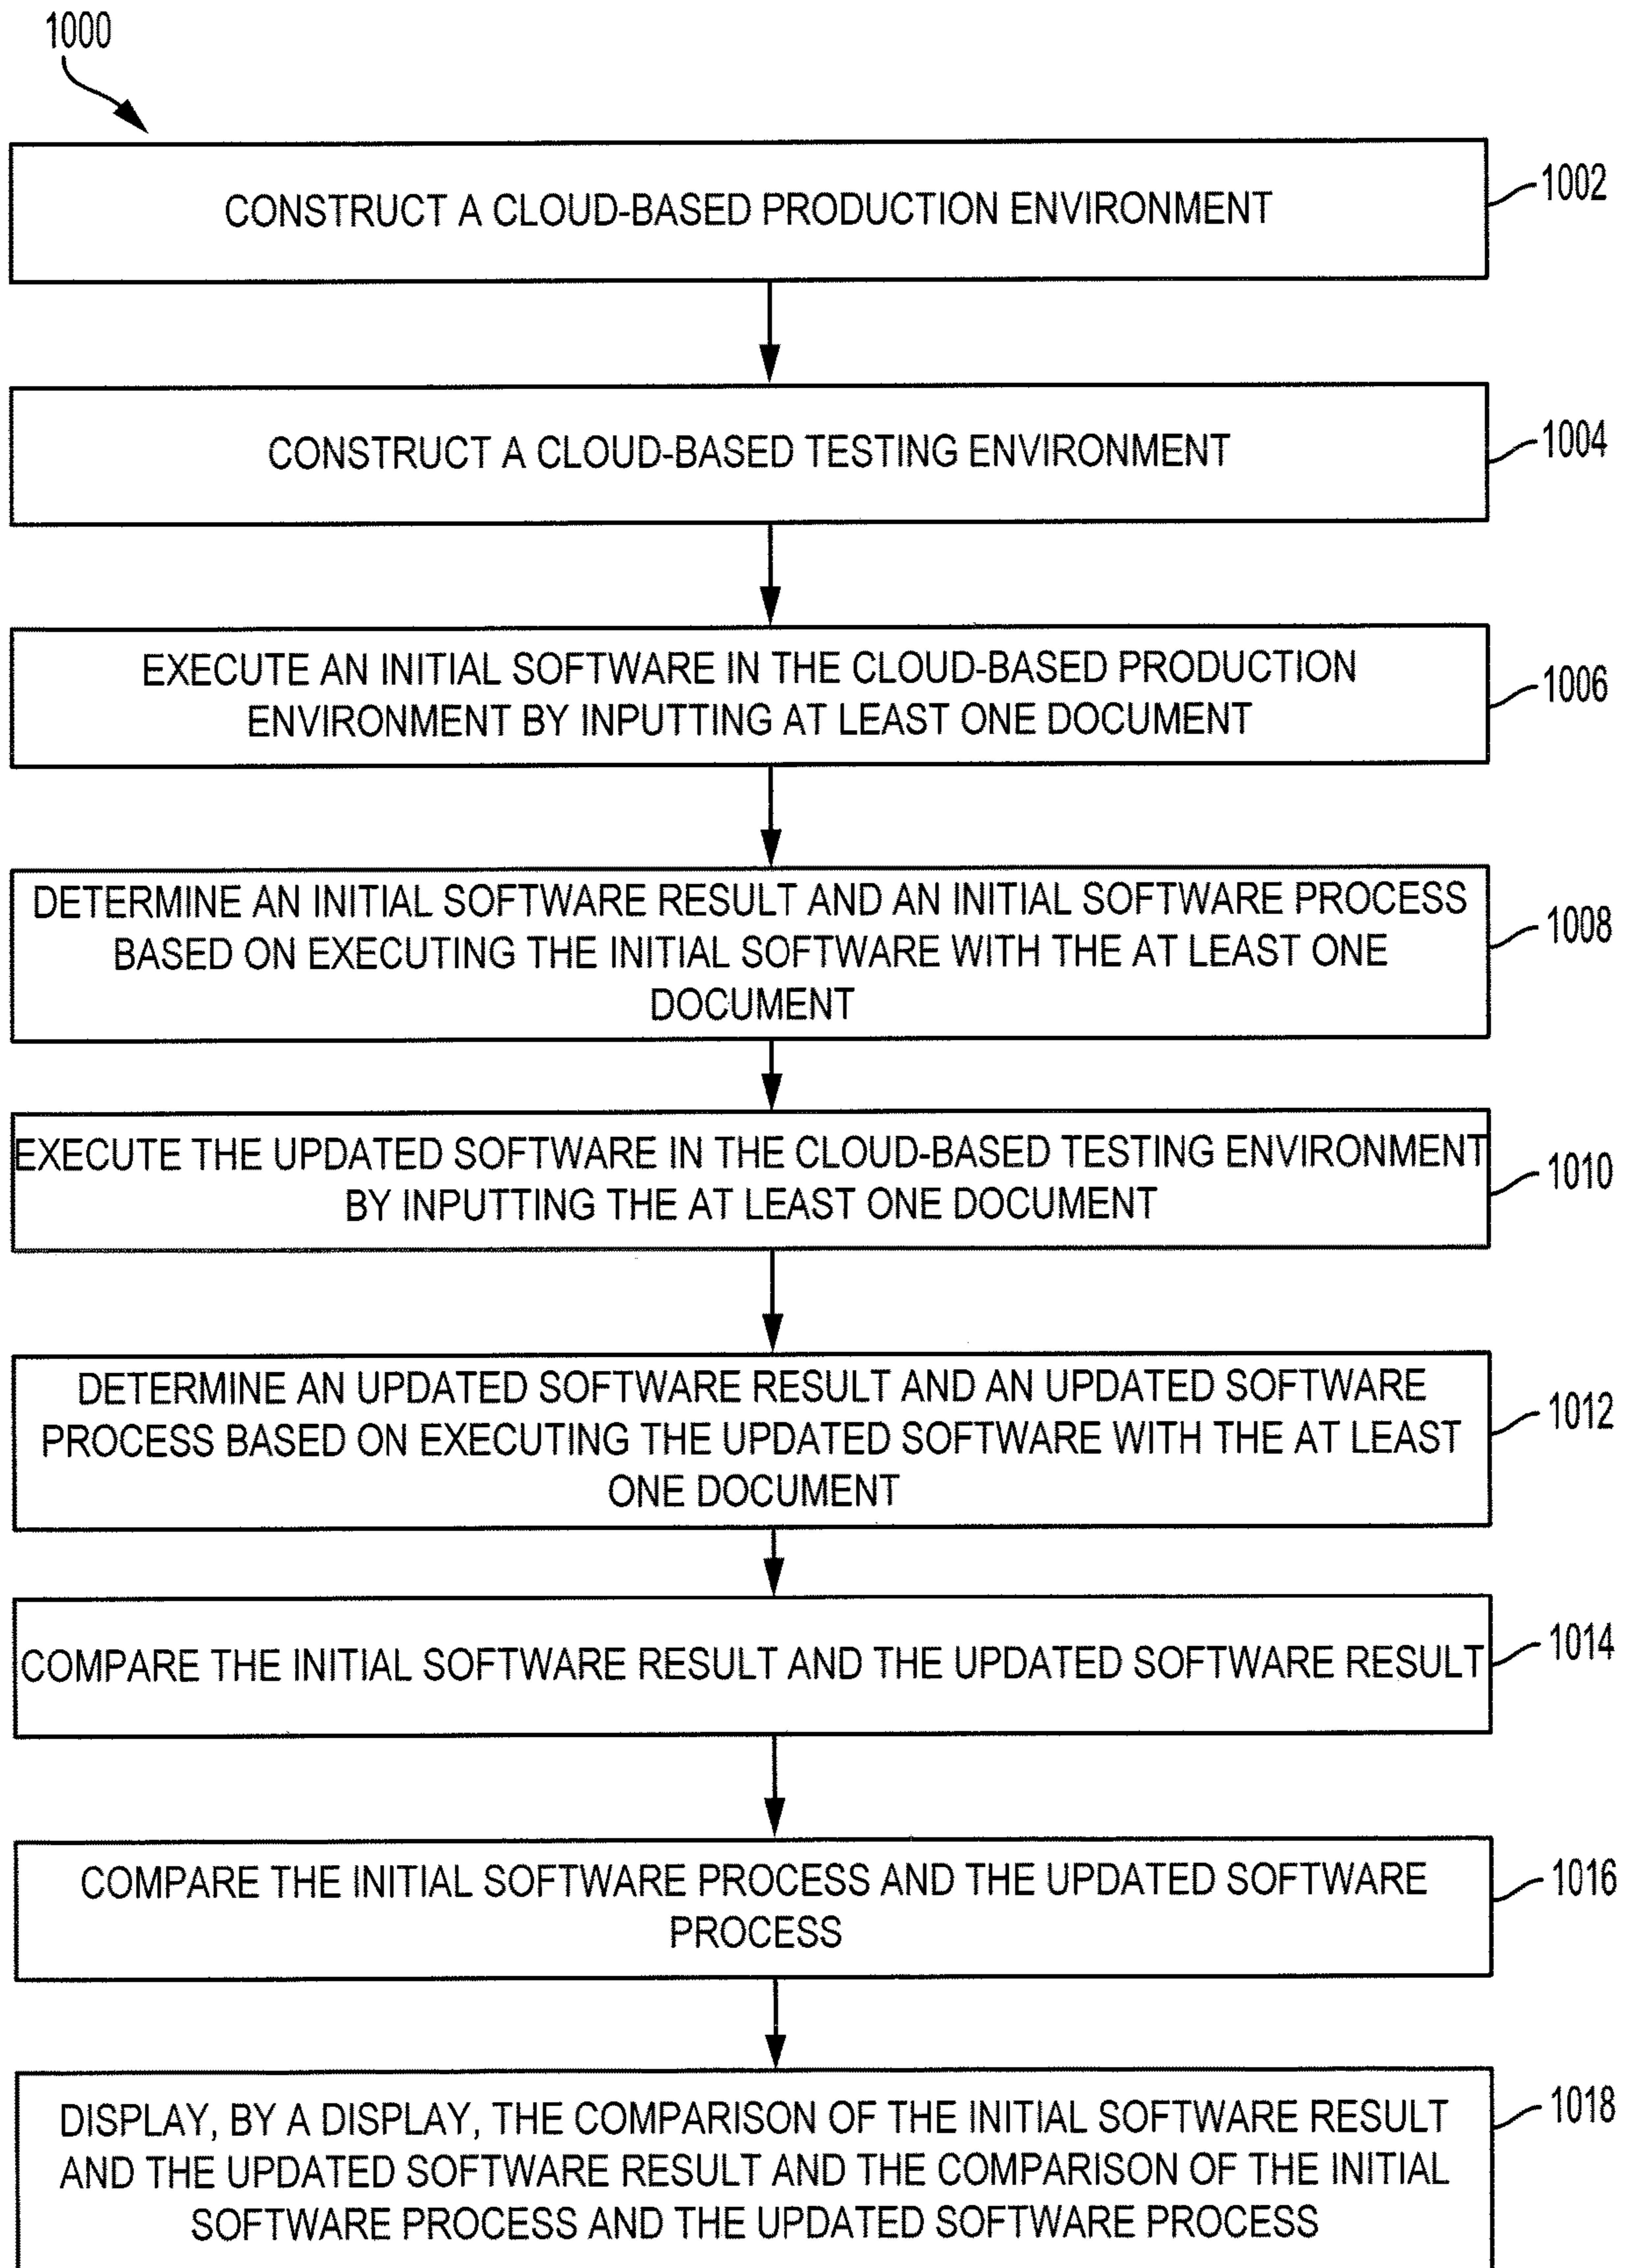 1000
CONSTRUCT A CLOUD-BASED PRODUCTION ENVIRONMENT
1002
CONSTRUCT A CLOUD-BASED TESTING ENVIRONMENT
1004
EXECUTE AN INITIAL SOFTWARE IN THE CLOUD-BASED PRODUCTION
ENVIRONMENT BY INPUTTING AT LEAST ONE DOCUMENT
1006
DETERMINE AN INITIAL SOFTWARE RESULT AND AN INITIAL SOFTWARE PROCESS
BASED ON EXECUTING THE INITIAL SOFTWARE WITH THE AT LEAST ONE
DOCUMENT
1008
EXECUTE THE UPDATED SOFTWARE IN THE CLOUD-BASED TESTING ENVIRONMENT
BY INPUTTING THE AT LEAST ONE DOCUMENT
1010
DETERMINE AN UPDATED SOFTWARE RESULT AND AN UPDATED SOFTWARE
PROCESS BASED ON EXECUTING THE UPDATED SOFTWARE WITH THE AT LEAST
ONE DOCUMENT
1012
COMPARE THE INITIAL SOFTWARE RESULT AND THE UPDATED SOFTWARE RESULT
1014
COMPARE THE INITIAL SOFTWARE PROCESS AND THE UPDATED SOFTWARE
PROCESS
1016
DISPLAY, BY A DISPLAY, THE COMPARISON OF THE INITIAL SOFTWARE RESULT
AND THE UPDATED SOFTWARE RESULT AND THE COMPARISON OF THE INITIAL
SOFTWARE PROCESS AND THE UPDATED SOFTWARE PROCESS
1018